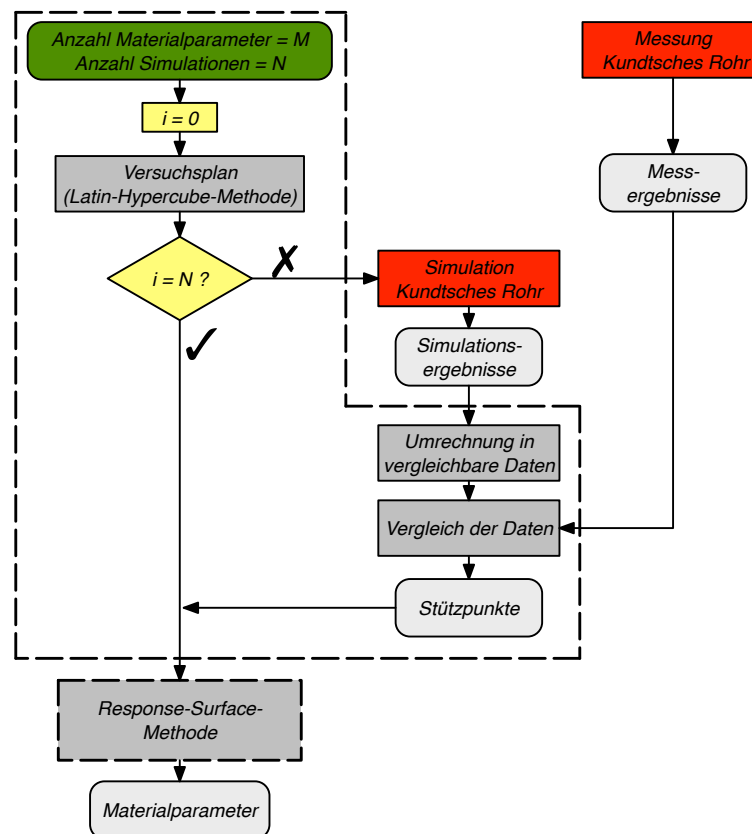 Anzahl Materialparameter = M
Anzahl Simulationen = N
i = 0
Versuchsplan
(Latin-Hypercube-Methode)
i = N ?
✗
✓
Messung
Kundtsches Rohr
Mess-
ergebnisse
Simulation
Kundtsches Rohr
Simulations-
ergebnisse
Umrechnung in
vergleichbare Daten
Vergleich der Daten
Stützpunkte
Response-Surface-
Methode
Materialparameter